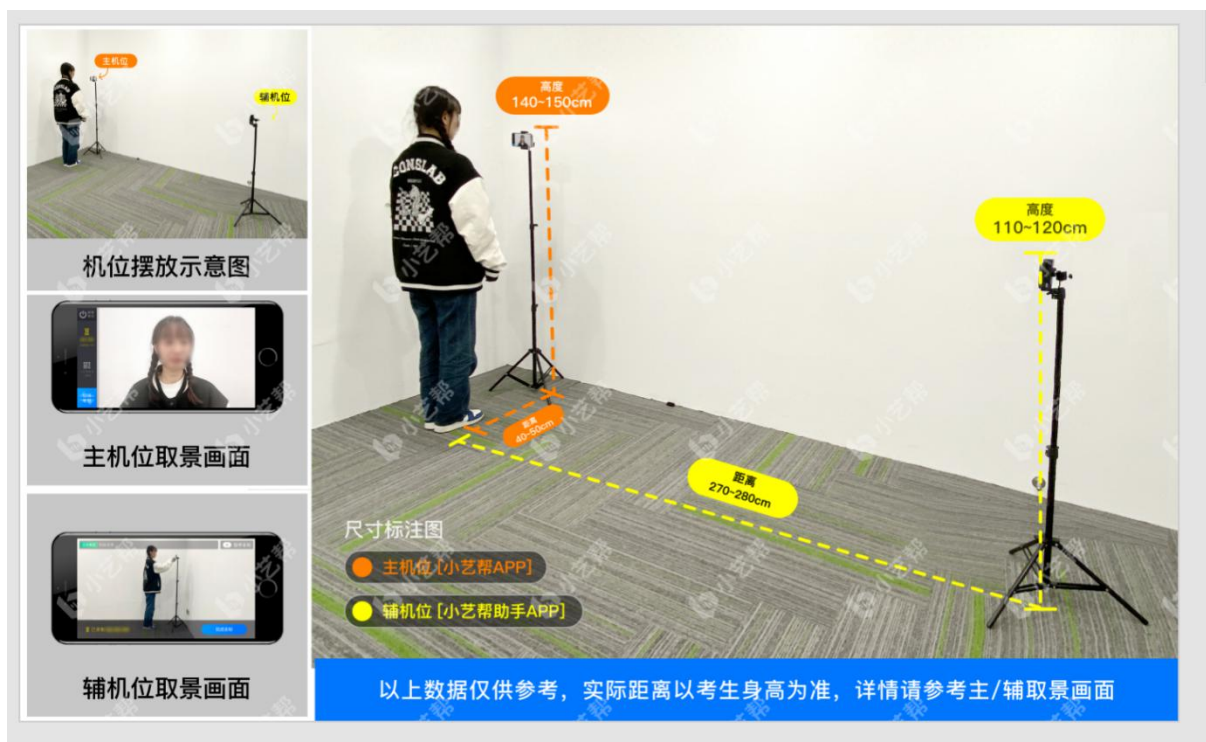 主机位
辅机位
机位摆放示意图
主机位取景画面
辅机位取景画面
高度
140~150cm
CONSLAB
高度
110~120cm
距离
40~50cm
距离
270~280cm
尺寸标注图
主机位 [小艺帮APP]
辅机位 [小艺帮助手APP]
以上数据仅供参考，实际距离以考生身高为准，详情请参考主/辅取景画面
小艺帮